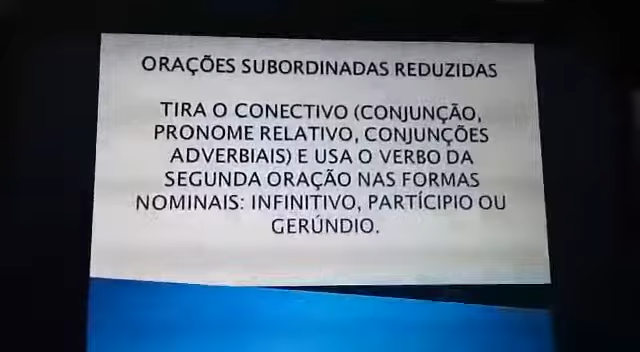 ORAÇÕES SUBORDINADAS REDUZIDAS
TIRA O CONECTIVO (CONJUNÇÃO,
PRONOME RELATIVO, CONJUNÇÕES
ADVERBIAIS) E USA O VERBO DA
SEGUNDA ORAÇÃO NAS FORMAS
NOMINAIS: INFINITIVO, PARTÍCIPIO OU
GERÚNDIO.